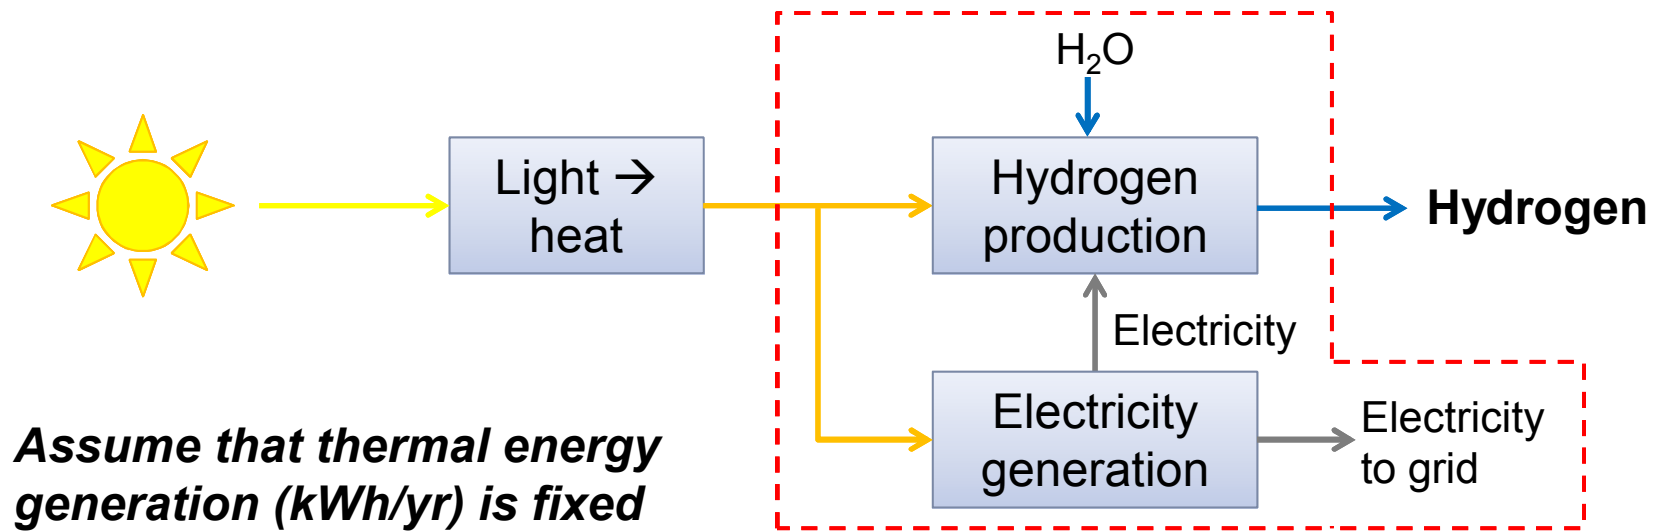 H₂O
Light →
heat
Hydrogen
production
Hydrogen
Electricity
Electricity
generation
Electricity
to grid
Assume that thermal energy
generation (kWh/yr) is fixed